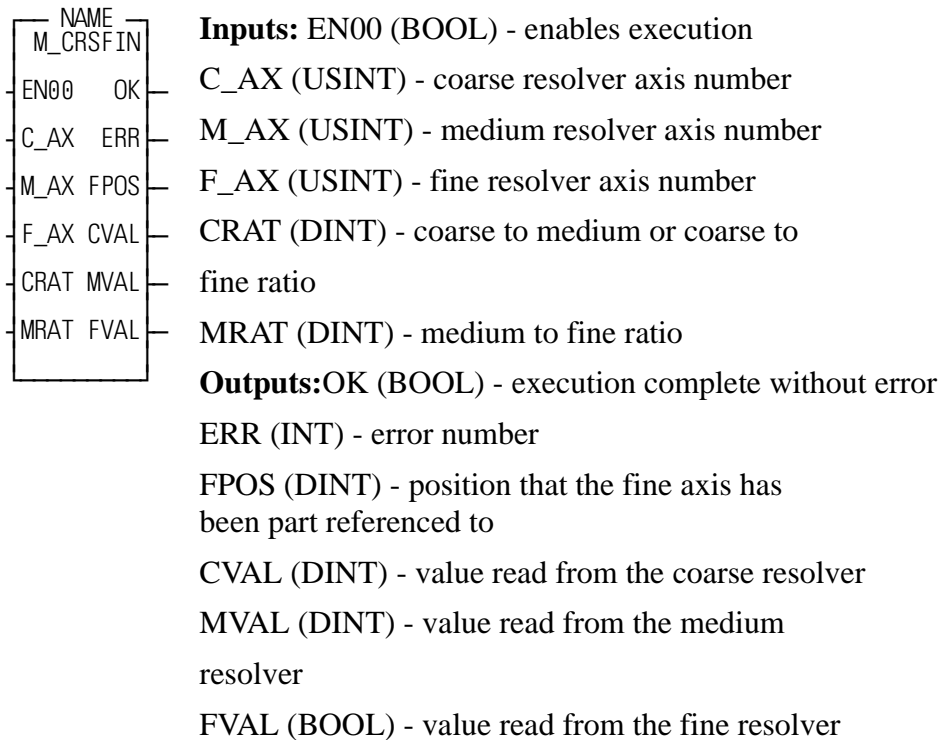 NAME
M_CRSFIN
EN00 OK
C_AX ERR
M_AX FPOS
F_AX CVAL
CRAT MVAL
MRAT FVAL
Inputs: EN00 (BOOL) - enables execution
C_AX (USINT) - coarse resolver axis number
M_AX (USINT) - medium resolver axis number
F_AX (USINT) - fine resolver axis number
CRAT (DINT) - coarse to medium or coarse to
fine ratio
MRAT (DINT) - medium to fine ratio
Outputs:OK (BOOL) - execution complete without error
ERR (INT) - error number
FPOS (DINT) - position that the fine axis has
been part referenced to
CVAL (DINT) - value read from the coarse resolver
MVAL (DINT) - value read from the medium
resolver
FVAL (BOOL) - value read from the fine resolver